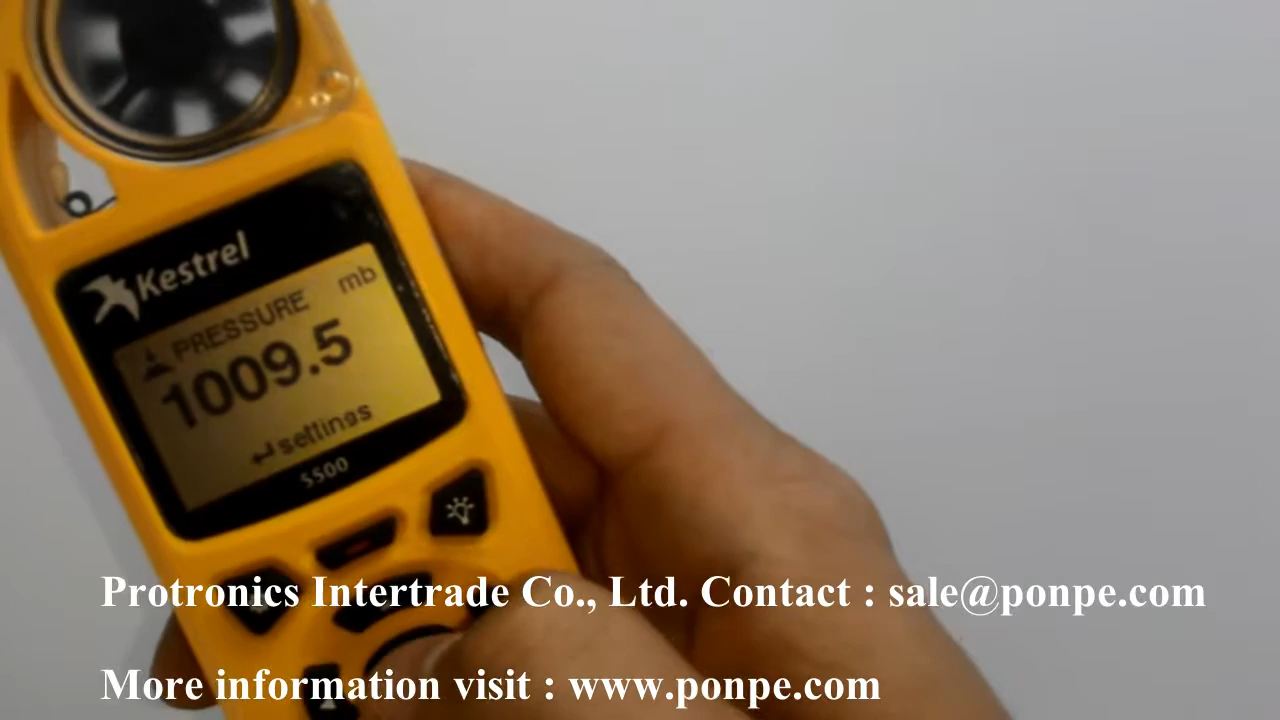 Kestrel
PRESSURE mb
1009.5
↵ settings
5500
Protronics Intertrade Co., Ltd. Contact : sale@ponpe.com
More information visit : www.ponpe.com